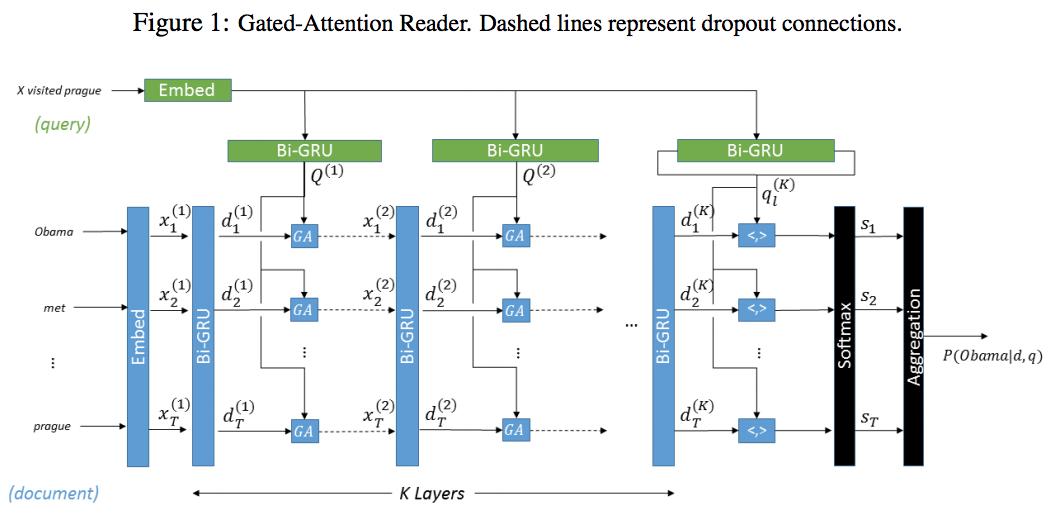 Figure 1: Gated-Attention Reader. Dashed lines represent dropout connections.
X visited prague
Embed
(query)
Bi-GRU
Bi-GRU
Bi-GRU
Q^(1)
Q^(2)
q_l^(K)
Obama
x_1^(1)
d_1^(1)
GA
x_1^(2)
d_1^(2)
GA
d_1^(K)
<,>
s_1
met
x_2^(1)
d_2^(1)
GA
x_2^(2)
d_2^(2)
GA
...
d_2^(K)
<,>
s_2
Embed
Bi-GRU
Bi-GRU
Bi-GRU
Softmax
Aggregation
P(Obama|d,q)
⋮
⋮
⋮
⋮
prague
x_T^(1)
d_T^(1)
GA
x_T^(2)
d_T^(2)
GA
d_T^(K)
<,>
s_T
(document)
K Layers